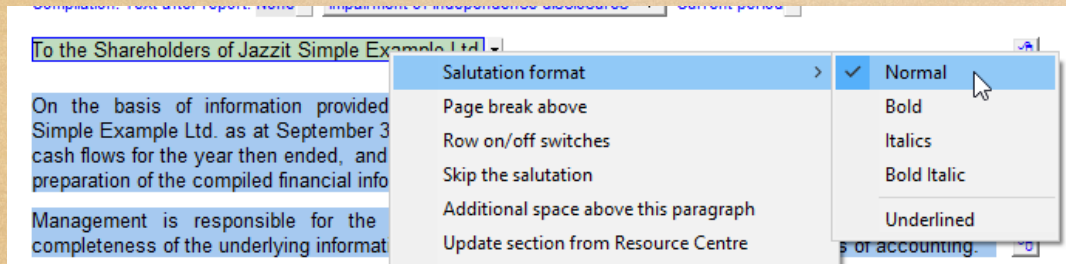 Compilation: Text after report: None Impairment of independence disclosures Current period
To the Shareholders of Jazzit Simple Example Ltd.
Salutation format
Normal
Page break above
Bold
Row on/off switches
Italics
Skip the salutation
Bold Italic
Additional space above this paragraph
Underlined
Update section from Resource Centre
On the basis of information provided
Simple Example Ltd. as at September 3
cash flows for the year then ended, and
preparation of the compiled financial info
Management is responsible for the
completeness of the underlying informat
s of accounting.